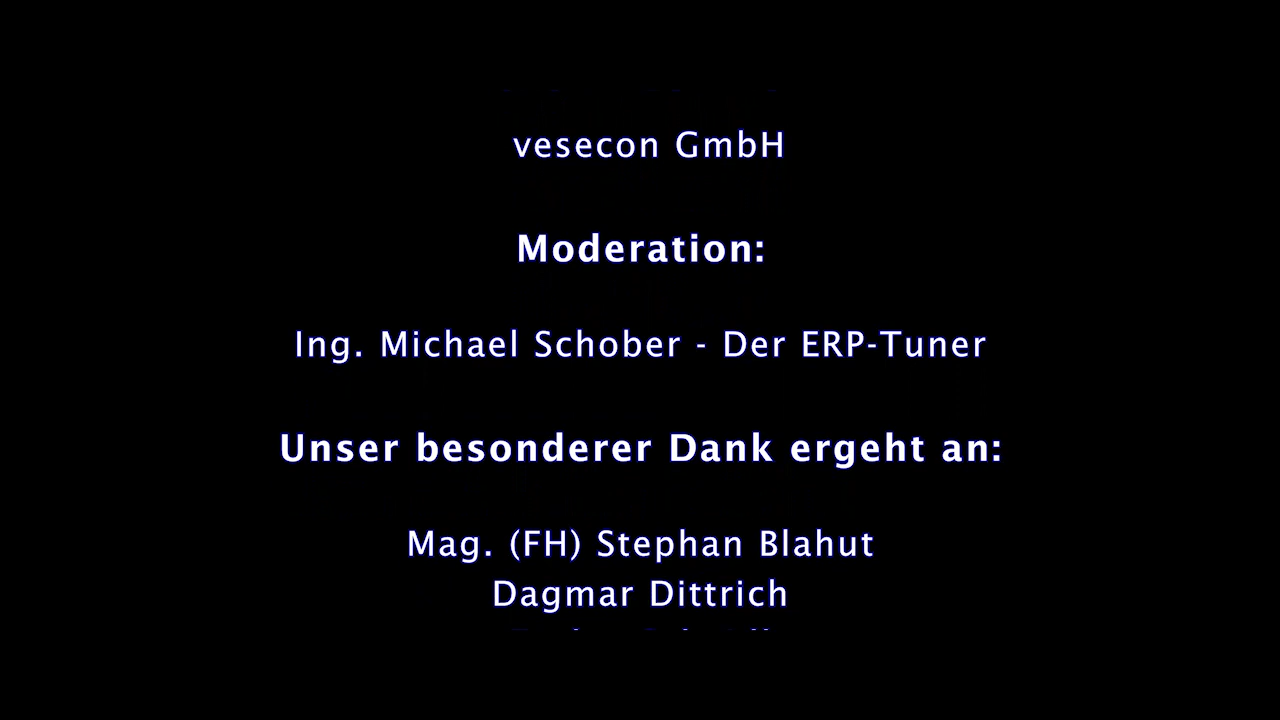 vesecon GmbH
Moderation:
Ing. Michael Schober - Der ERP-Tuner
Unser besonderer Dank ergeht an:
Mag. (FH) Stephan Blahut
Dagmar Dittrich